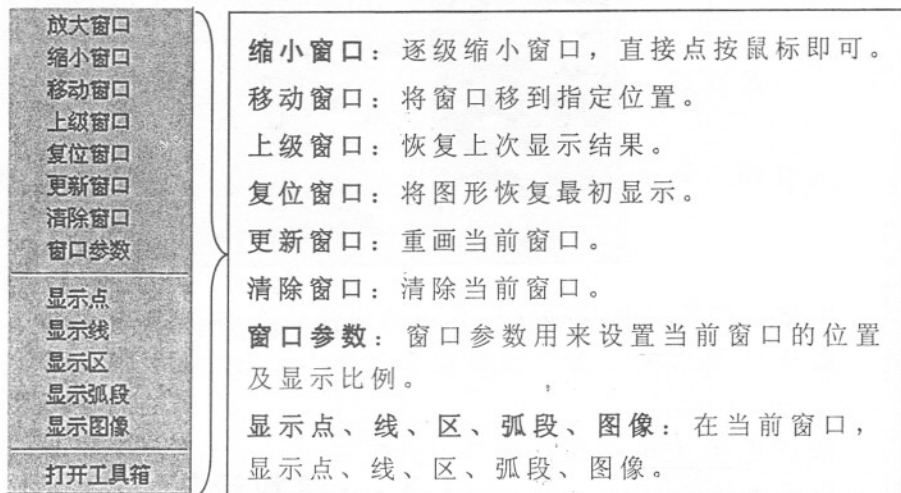 放大窗口
缩小窗口
移动窗口
上级窗口
复位窗口
更新窗口
清除窗口
窗口参数
显示点
显示线
显示区
显示弧段
显示图像
打开工具箱
缩小窗口：逐级缩小窗口，直接点按鼠标即可。
移动窗口：将窗口移到指定位置。
上级窗口：恢复上次显示结果。
复位窗口：将图形恢复最初显示。
更新窗口：重画当前窗口。
清除窗口：清除当前窗口。
窗口参数：窗口参数用来设置当前窗口的位置
及显示比例。
显示点、线、区、弧段、图像：在当前窗口，
显示点、线、区、弧段、图像。